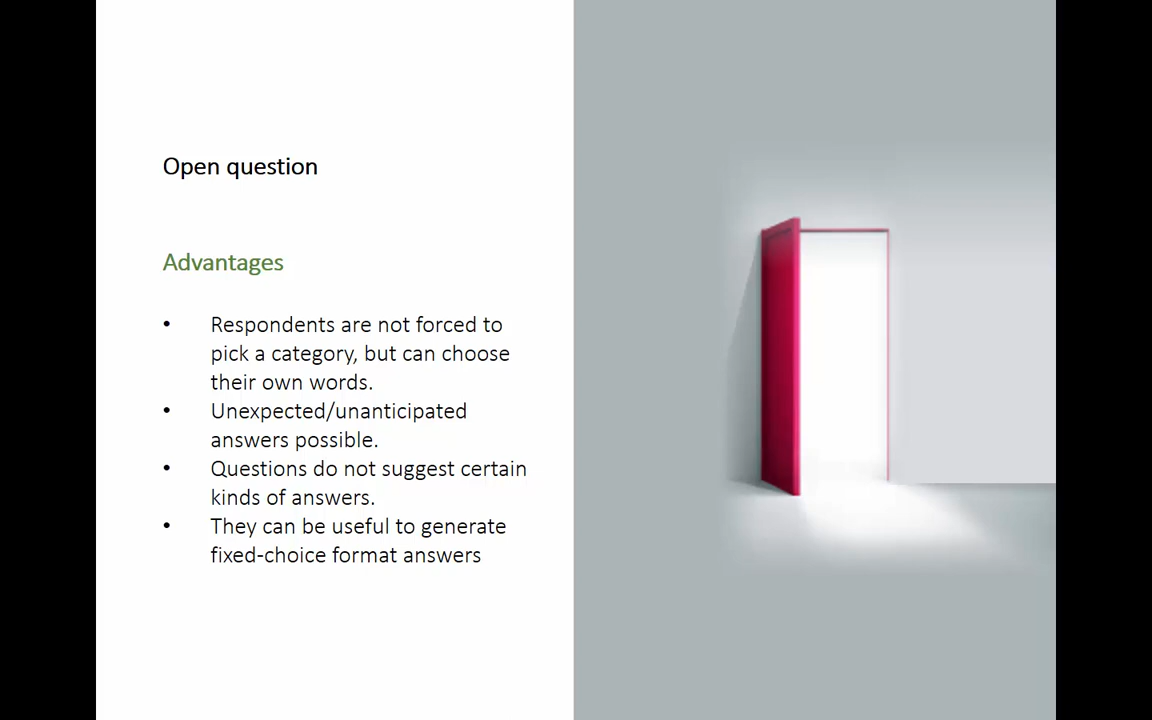 Open question
Advantages
• Respondents are not forced to
pick a category, but can choose
their own words.
• Unexpected/unanticipated
answers possible.
• Questions do not suggest certain
kinds of answers.
• They can be useful to generate
fixed-choice format answers